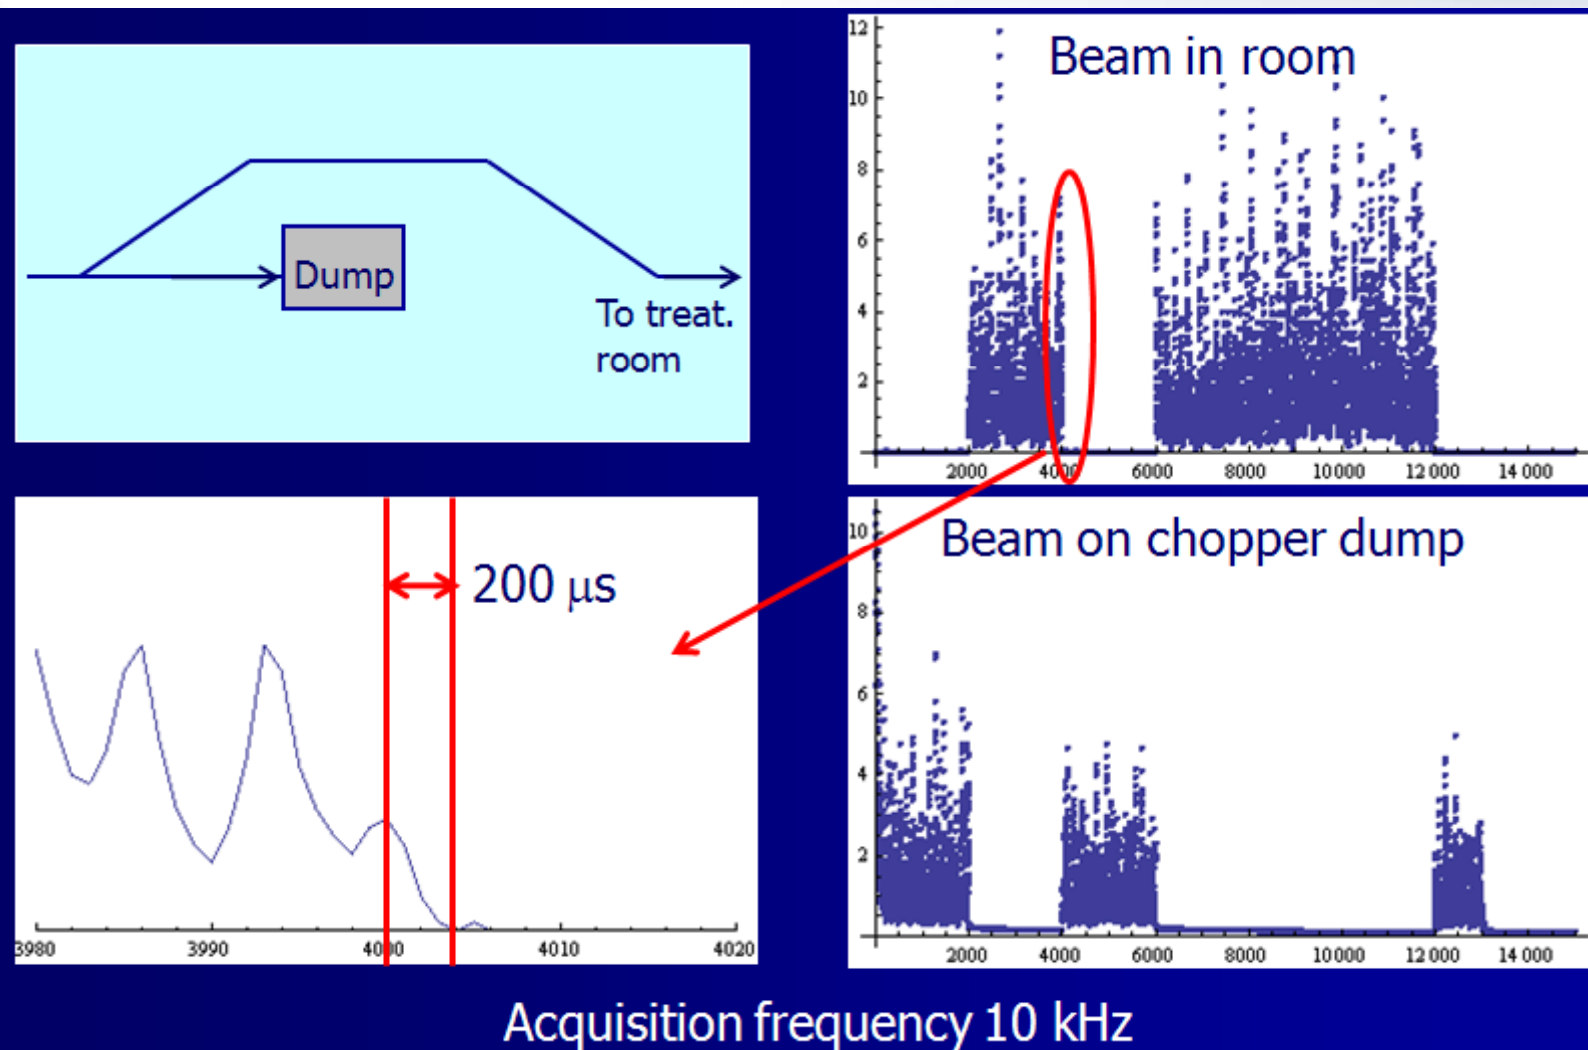 Dump
To treat.
room
12
10
8
6
4
2
Beam in room
2000 4000 6000 8000 10000 12000 14000
200 μs
3980 3990 4000 4010 4020
10
8
6
4
2
Beam on chopper dump
2000 4000 6000 8000 10000 12000 14000
Acquisition frequency 10 kHz